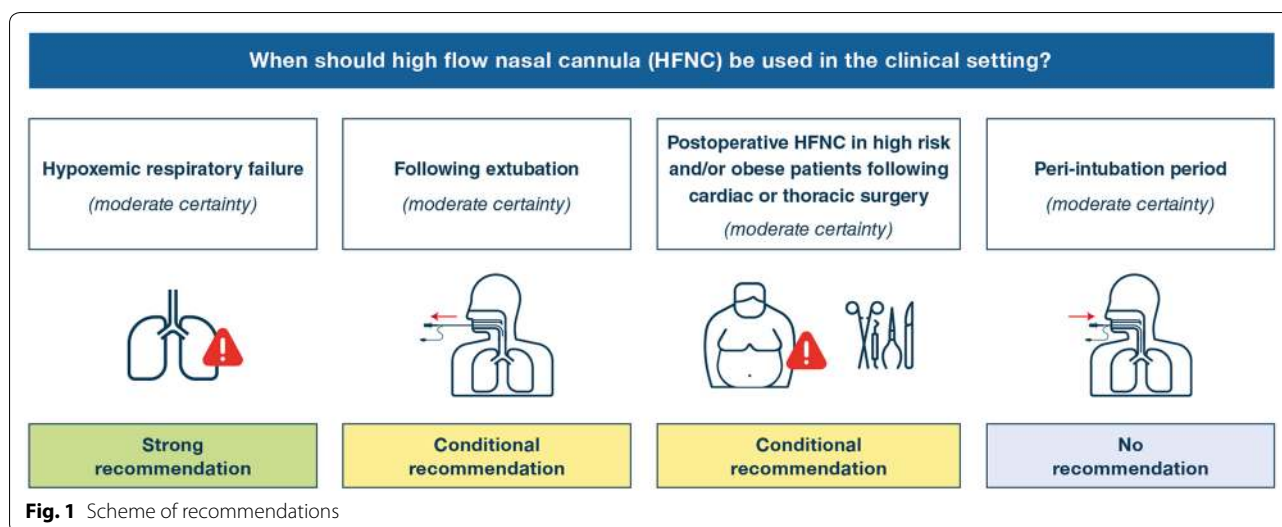 When should high flow nasal cannula (HFNC) be used in the clinical setting?
Hypoxemic respiratory failure
(moderate certainty)
Following extubation
(moderate certainty)
Postoperative HFNC in high risk
and/or obese patients following
cardiac or thoracic surgery
(moderate certainty)
Peri-intubation period
(moderate certainty)
Strong
recommendation
Conditional
recommendation
Conditional
recommendation
No
recommendation
Fig. 1 Scheme of recommendations